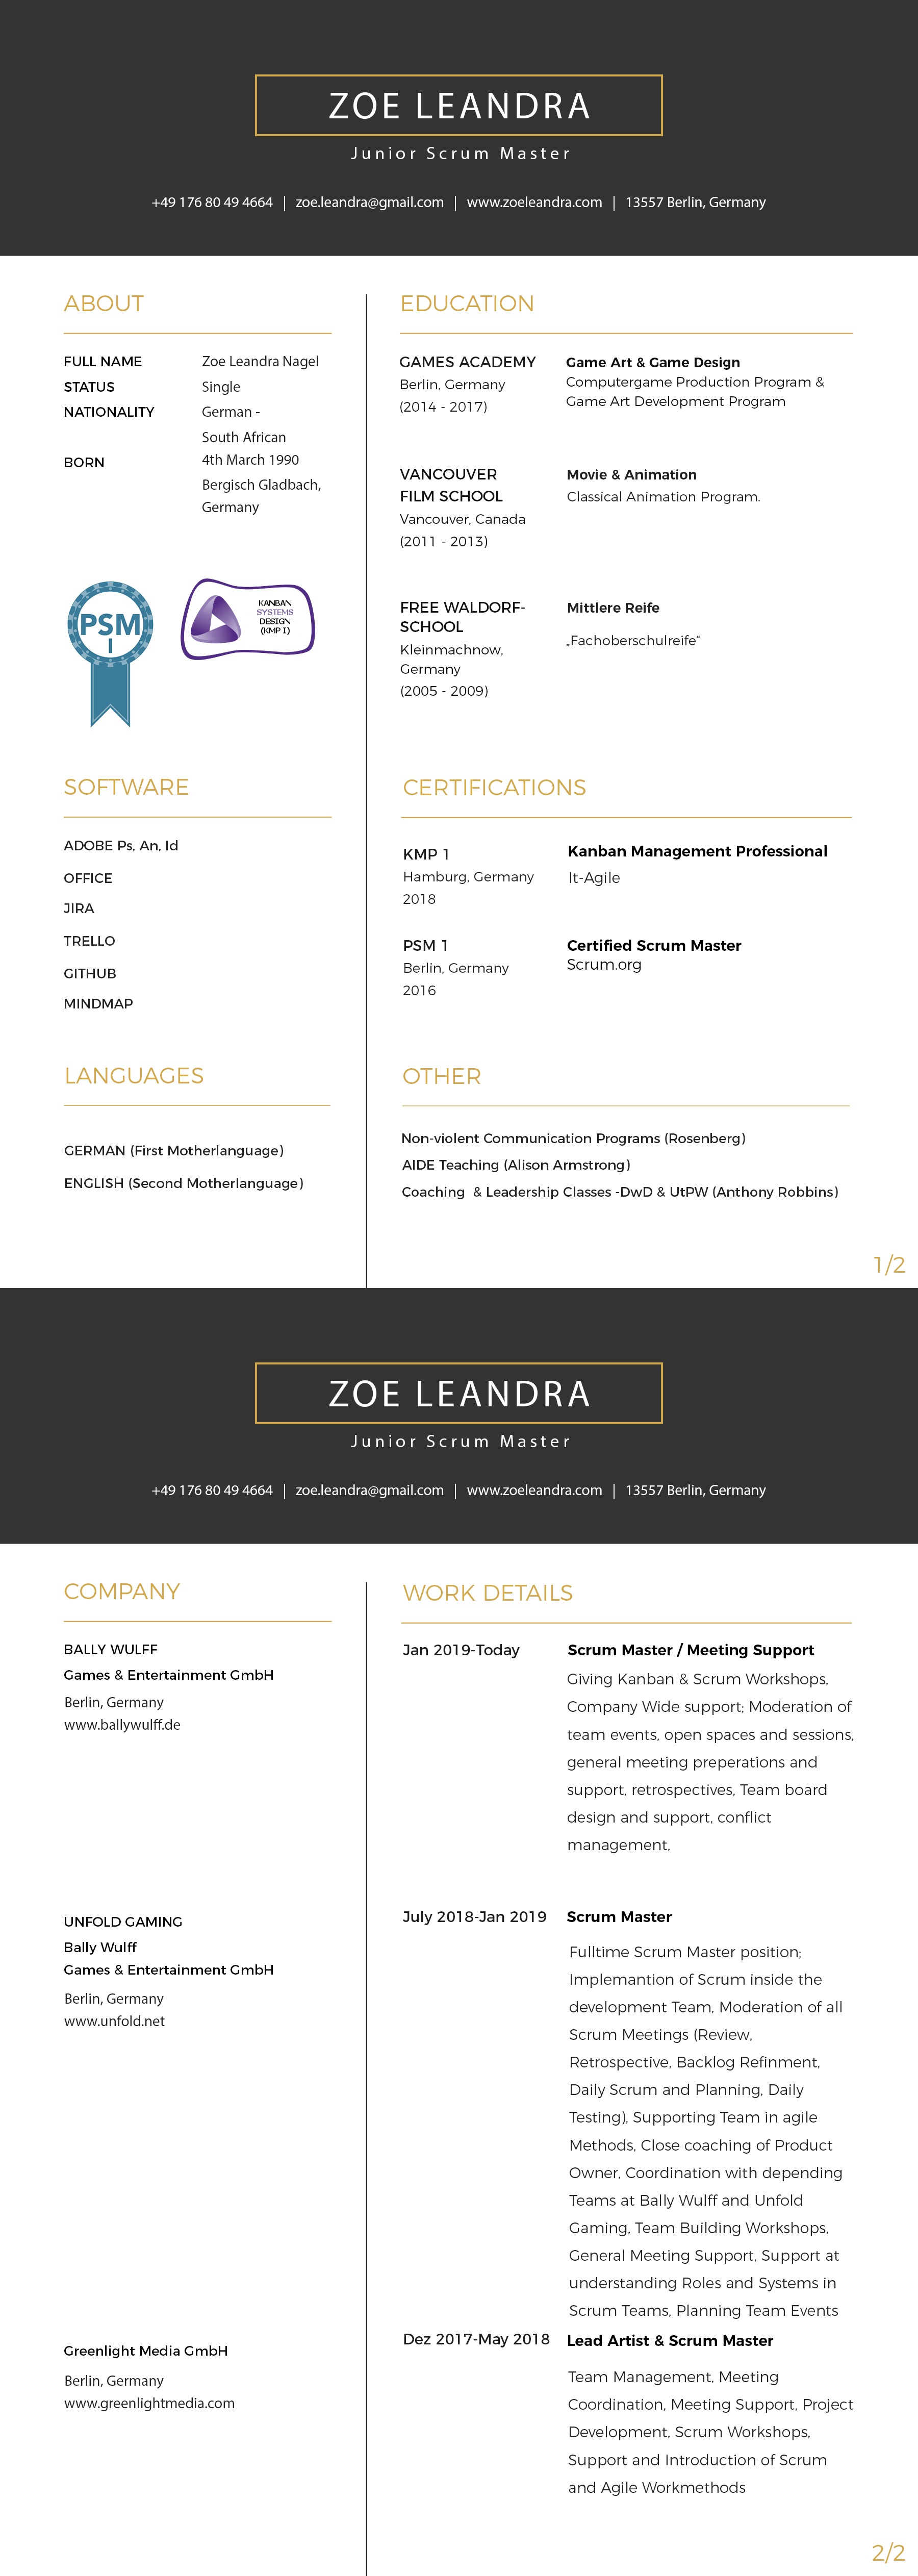 ZOE LEANDRA
Junior Scrum Master
+49 176 80 49 4664 | zoe.leandra@gmail.com | www.zoeleandra.com | 13557 Berlin, Germany
ABOUT
FULL NAME Zoe Leandra Nagel
STATUS Single
NATIONALITY German -
South African
BORN 4th March 1990
Bergisch Gladbach,
Germany
PSM
I
KANBAN
SYSTEMS
DESIGN
(KMP I)
SOFTWARE
ADOBE Ps, An, Id
OFFICE
JIRA
TRELLO
GITHUB
MINDMAP
LANGUAGES
GERMAN (First Motherlanguage)
ENGLISH (Second Motherlanguage)
EDUCATION
GAMES ACADEMY
Berlin, Germany
(2014 - 2017)
Game Art & Game Design
Computergame Production Program &
Game Art Development Program
VANCOUVER
FILM SCHOOL
Vancouver, Canada
(2011 - 2013)
Movie & Animation
Classical Animation Program.
FREE WALDORF-
SCHOOL
Kleinmachnow,
Germany
(2005 - 2009)
Mittlere Reife
„Fachoberschulreife“
CERTIFICATIONS
KMP 1
Hamburg, Germany
2018
Kanban Management Professional
It-Agile
PSM 1
Berlin, Germany
2016
Certified Scrum Master
Scrum.org
OTHER
Non-violent Communication Programs (Rosenberg)
AIDE Teaching (Alison Armstrong)
Coaching & Leadership Classes -DwD & UtPW (Anthony Robbins)
1/2
ZOE LEANDRA
Junior Scrum Master
+49 176 80 49 4664 | zoe.leandra@gmail.com | www.zoeleandra.com | 13557 Berlin, Germany
COMPANY
WORK DETAILS
BALLY WULFF
Games & Entertainment GmbH
Berlin, Germany
www.ballywulff.de
Jan 2019-Today
Scrum Master / Meeting Support
Giving Kanban & Scrum Workshops,
Company Wide support; Moderation of
team events, open spaces and sessions,
general meeting preperations and
support, retrospectives, Team board
design and support, conflict
management,
UNFOLD GAMING
Bally Wulff
Games & Entertainment GmbH
Berlin, Germany
www.unfold.net
July 2018-Jan 2019
Scrum Master
Fulltime Scrum Master position;
Implemantion of Scrum inside the
development Team, Moderation of all
Scrum Meetings (Review,
Retrospective, Backlog Refinment,
Daily Scrum and Planning, Daily
Testing), Supporting Team in agile
Methods, Close coaching of Product
Owner, Coordination with depending
Teams at Bally Wulff and Unfold
Gaming, Team Building Workshops,
General Meeting Support, Support at
understanding Roles and Systems in
Scrum Teams, Planning Team Events
Greenlight Media GmbH
Berlin, Germany
www.greenlightmedia.com
Dez 2017-May 2018
Lead Artist & Scrum Master
Team Management, Meeting
Coordination, Meeting Support, Project
Development, Scrum Workshops,
Support and Introduction of Scrum
and Agile Workmethods
2/2